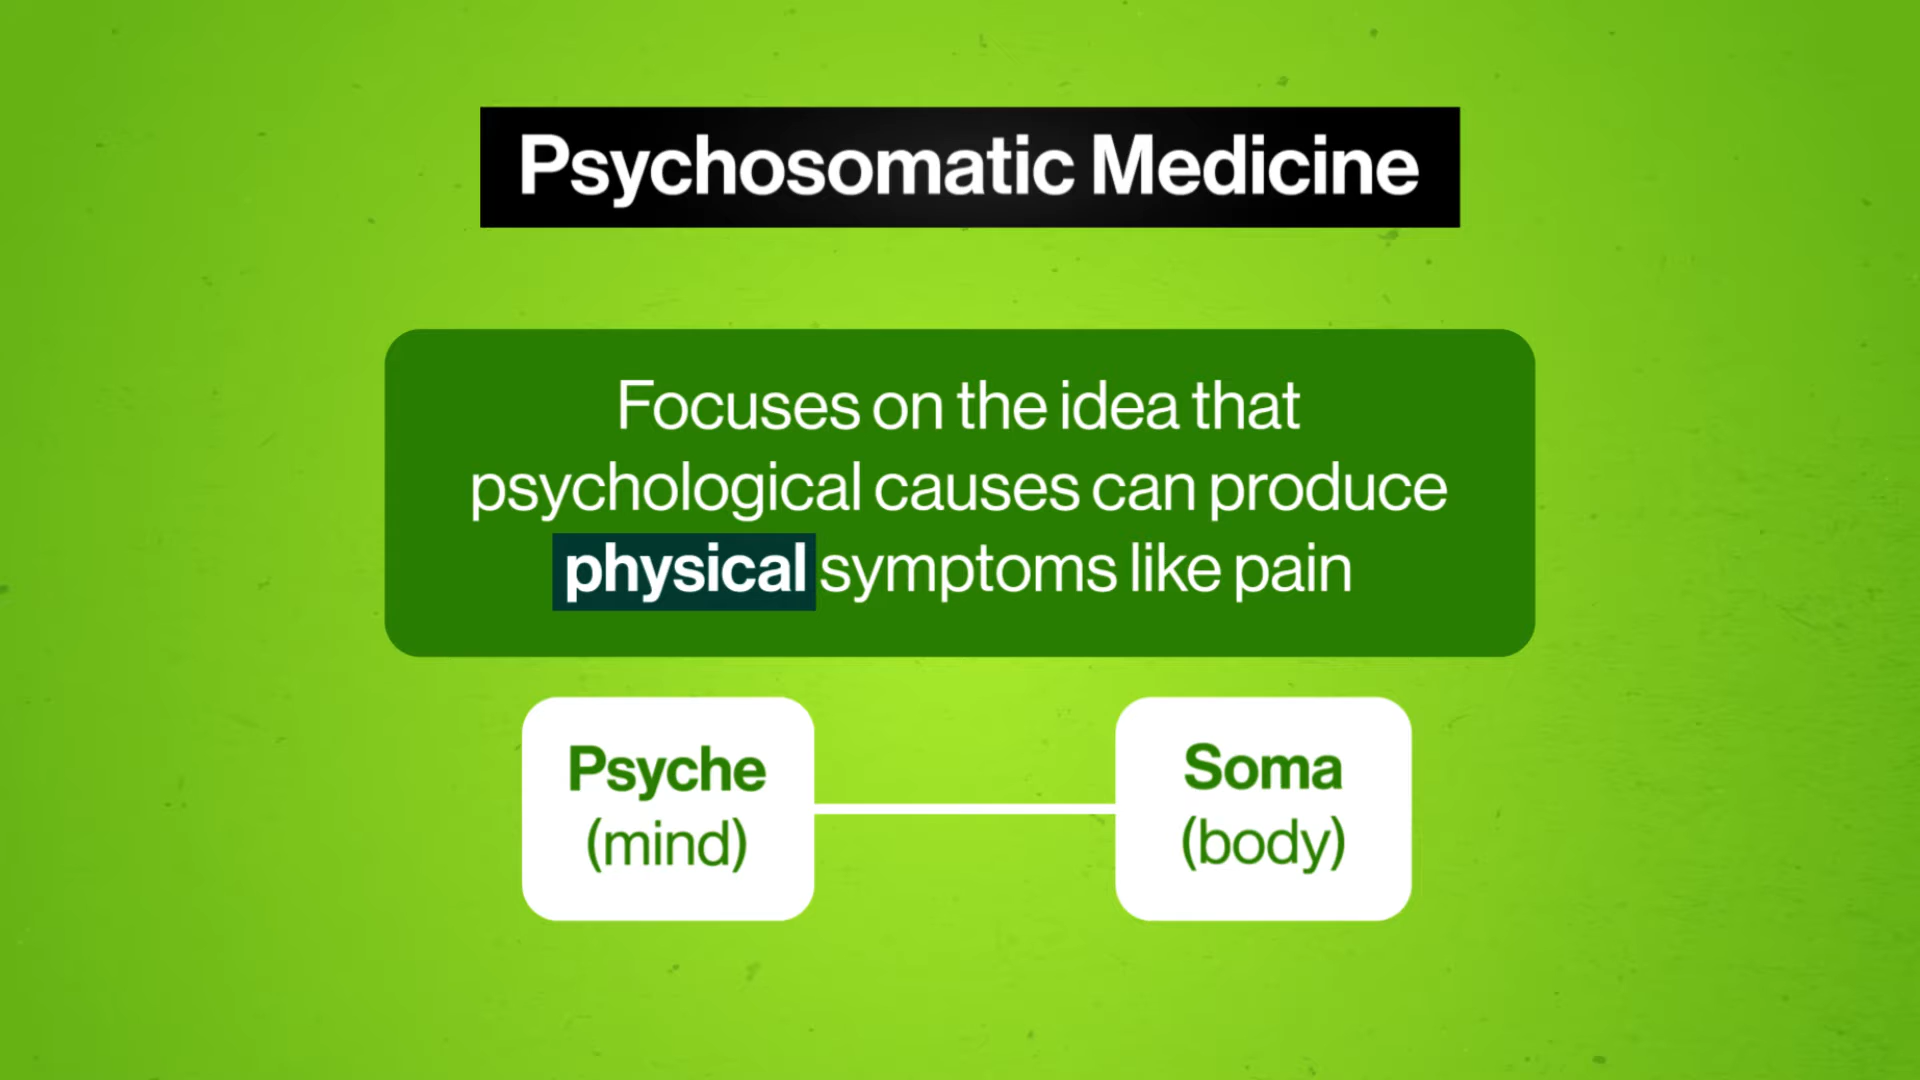 Psychosomatic Medicine
Focuses on the idea that
psychological causes can produce
physical symptoms like pain
Psyche
(mind)
Soma
(body)